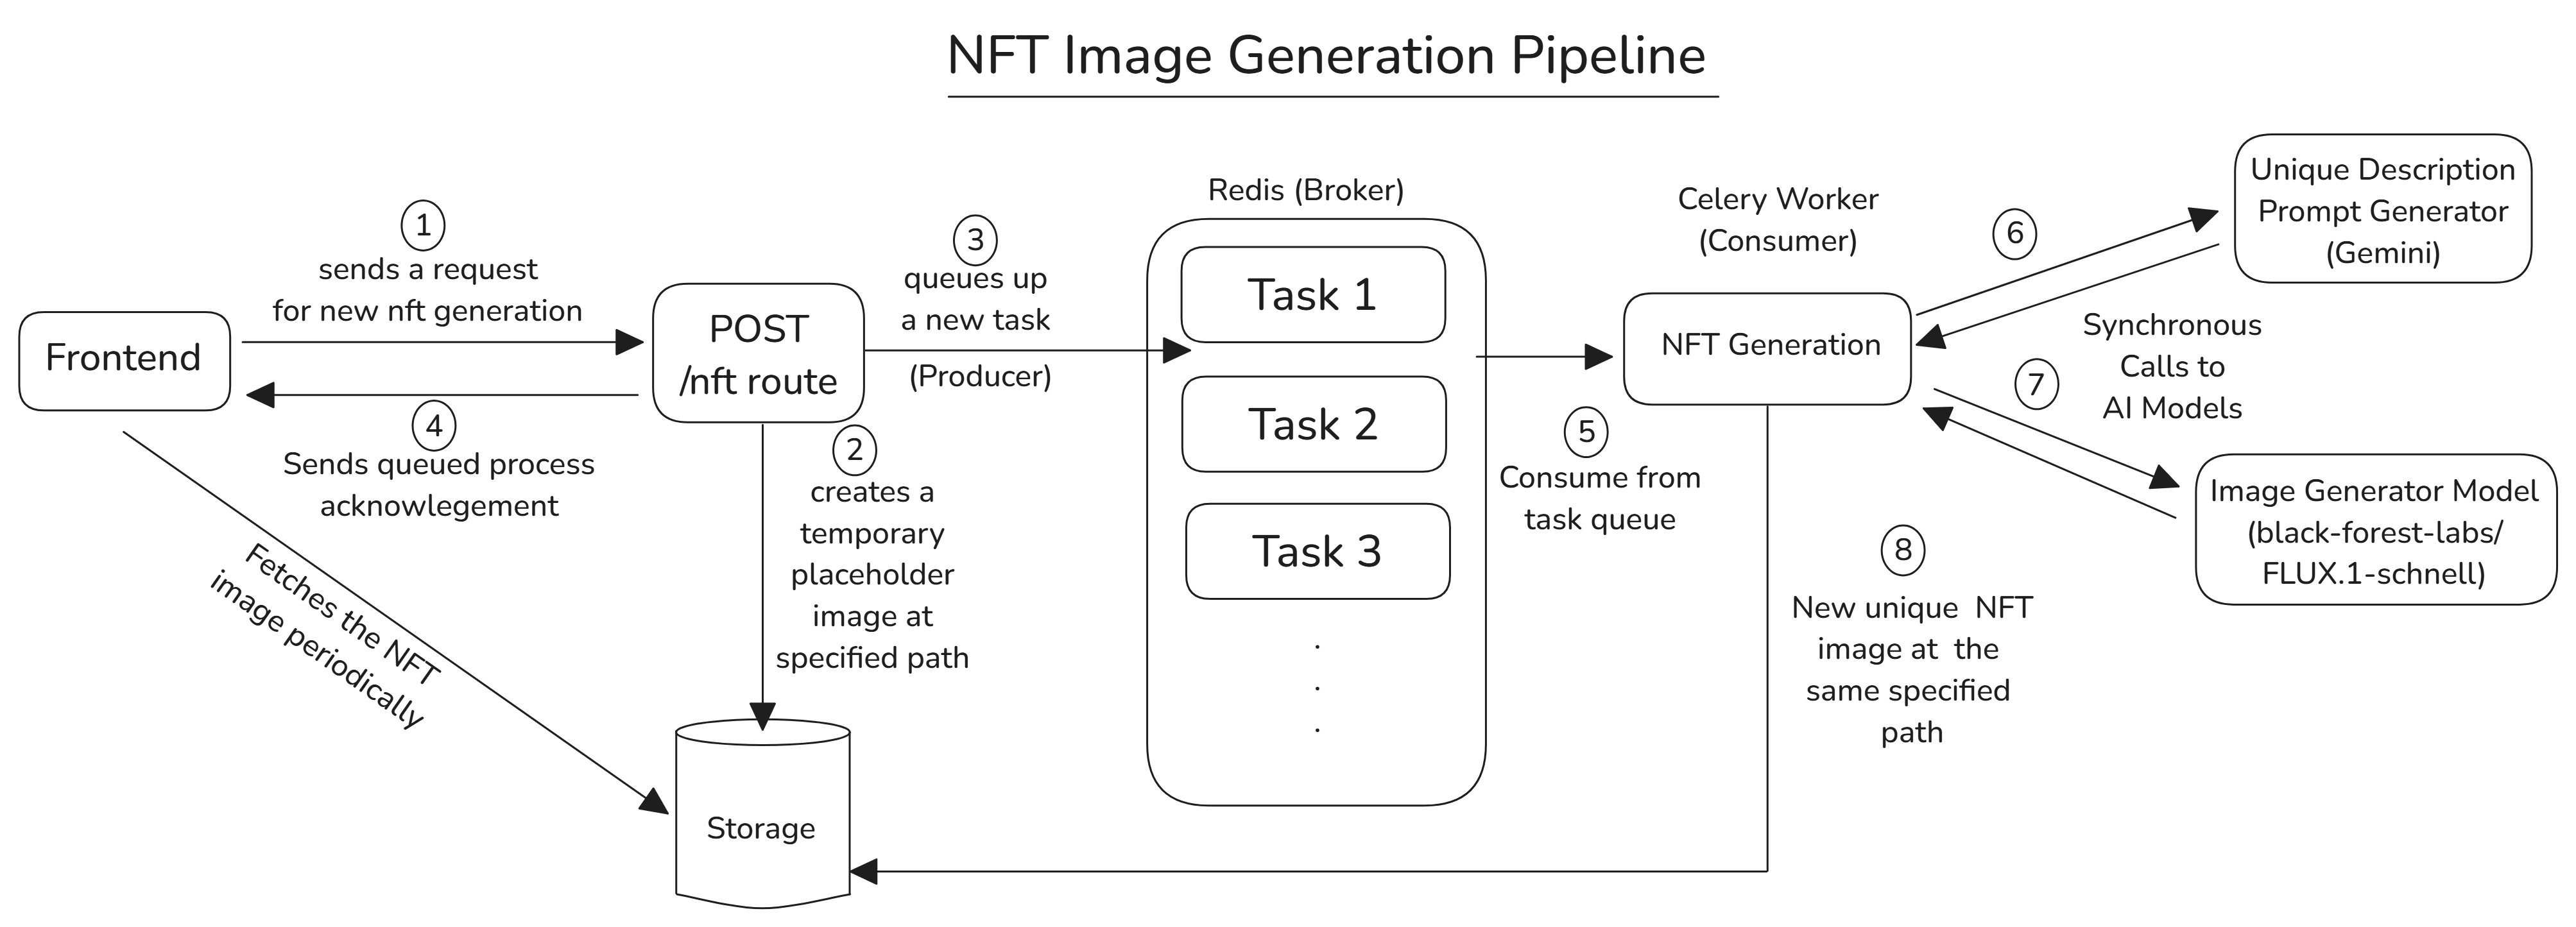 NFT Image Generation Pipeline
1
sends a request
for new nft generation
Frontend
4
Sends queued process
acknowlegement
Fetches the NFT
image periodically
POST
/nft route
2
creates a
temporary
placeholder
image at
specified path
Storage
3
queues up
a new task
(Producer)
Redis (Broker)
Task 1
Task 2
Task 3
.
.
.
5
Consume from
task queue
Celery Worker
(Consumer)
NFT Generation
6
Unique Description
Prompt Generator
(Gemini)
Synchronous
Calls to
AI Models
7
Image Generator Model
(black-forest-labs/
FLUX.1-schnell)
8
New unique  NFT
image at  the
same specified
path